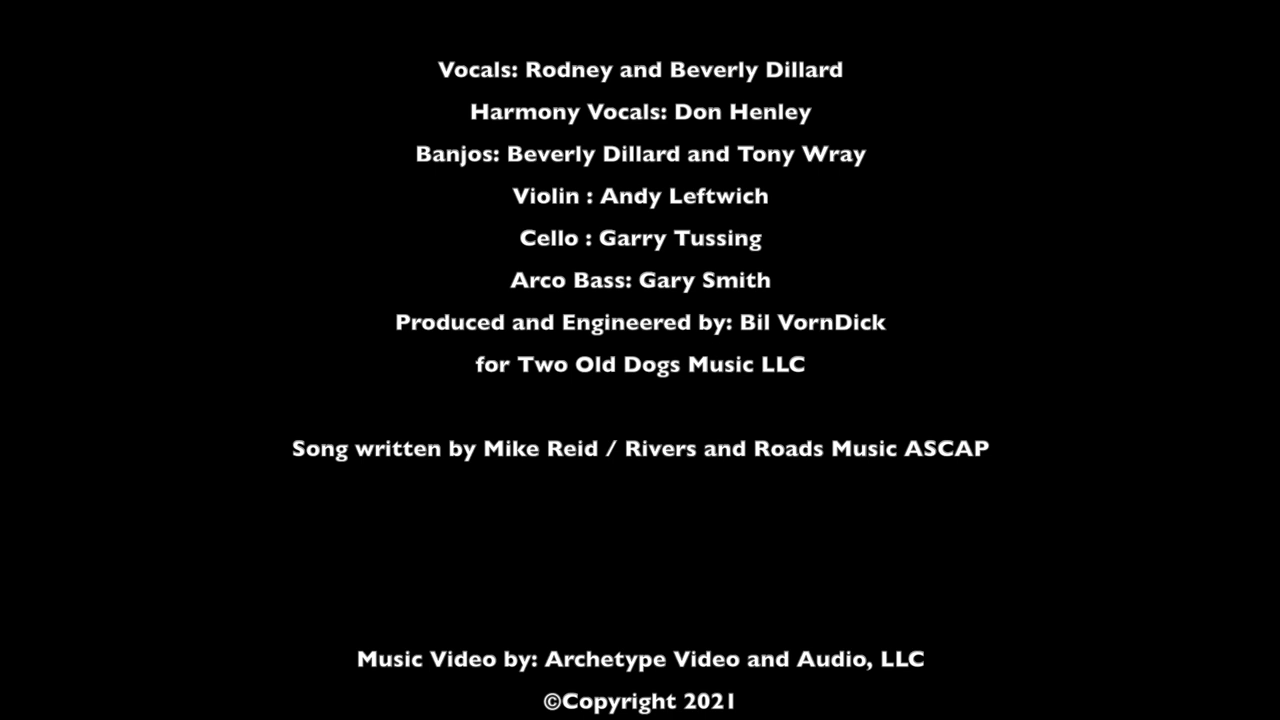 Vocals: Rodney and Beverly Dillard
Harmony Vocals: Don Henley
Banjos: Beverly Dillard and Tony Wray
Violin : Andy Leftwich
Cello : Garry Tussing
Arco Bass: Gary Smith
Produced and Engineered by: Bil VornDick
for Two Old Dogs Music LLC
Song written by Mike Reid / Rivers and Roads Music ASCAP
Music Video by: Archetype Video and Audio, LLC
©Copyright 2021